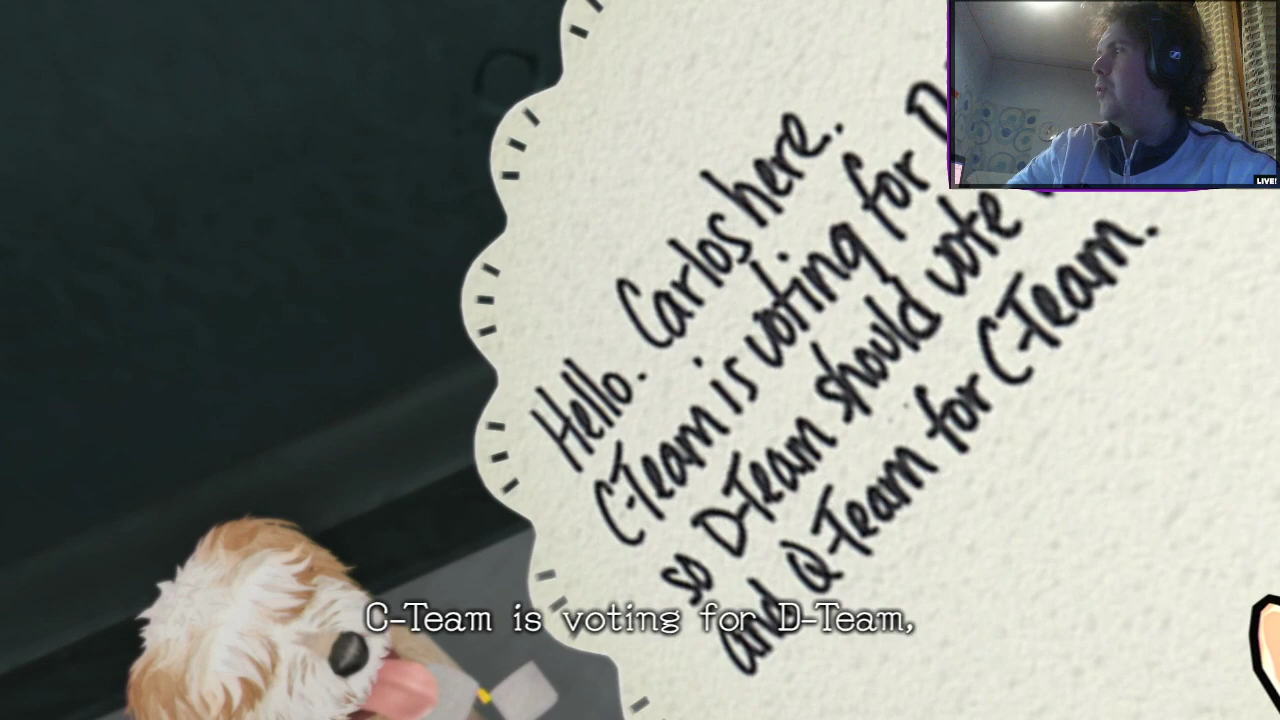 Hello. Carlos here.
C-Team is voting for D
so D-Team should vote
and Q-Team for C-Team.
C-Team is voting for D-Team,
LIVE!